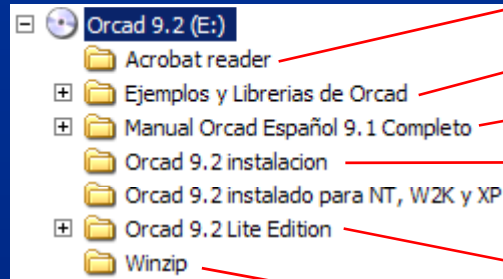 Orcad 9.2 (E:)
Acrobat reader
Ejemplos y Librerias de Orcad
Manual Orcad Español 9.1 Completo
Orcad 9.2 instalacion
Orcad 9.2 instalado para NT, W2K y XP
Orcad 9.2 Lite Edition
Winzip